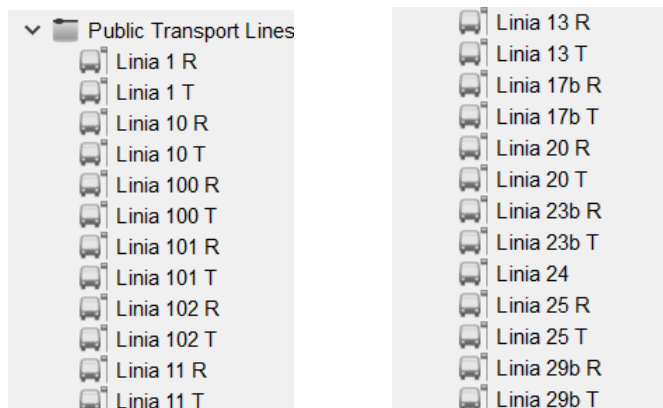 Public Transport Lines
Linia 1 R
Linia 1 T
Linia 10 R
Linia 10 T
Linia 100 R
Linia 100 T
Linia 101 R
Linia 101 T
Linia 102 R
Linia 102 T
Linia 11 R
Linia 11 T
Linia 13 R
Linia 13 T
Linia 17b R
Linia 17b T
Linia 20 R
Linia 20 T
Linia 23b R
Linia 23b T
Linia 24
Linia 25 R
Linia 25 T
Linia 29b R
Linia 29b T